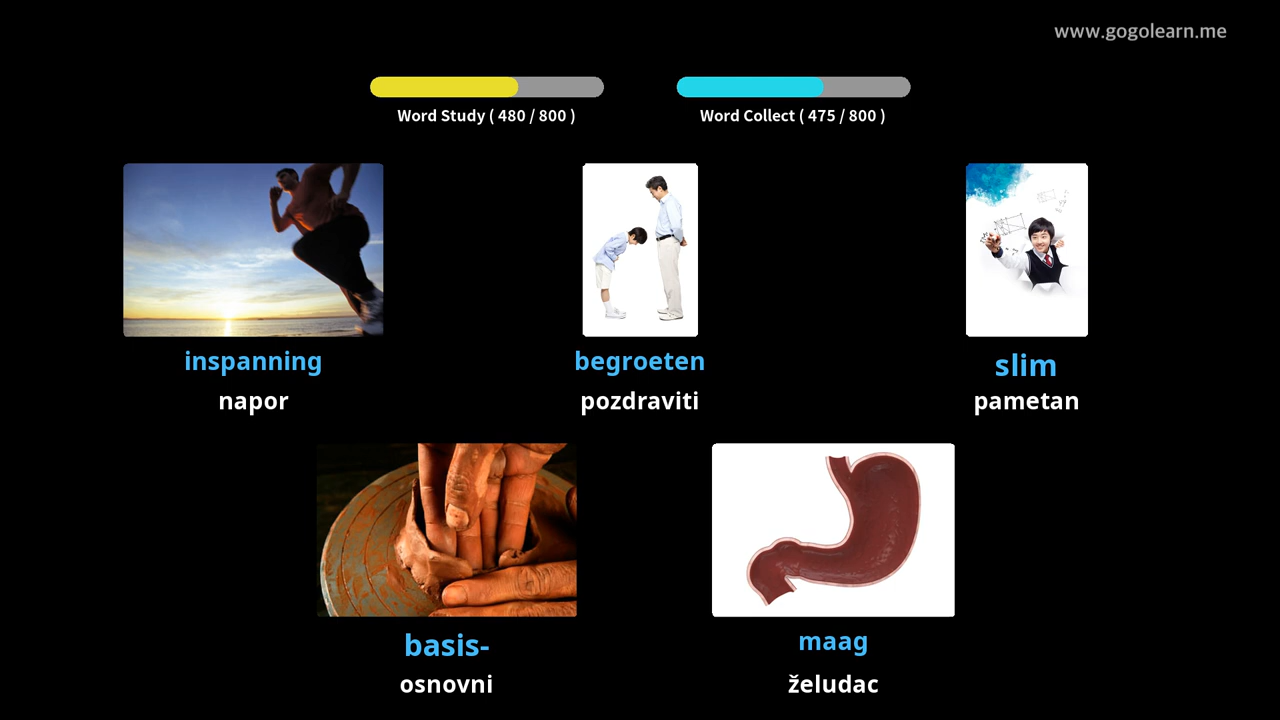 www.gogolearn.me
Word Study ( 480 / 800 )
Word Collect ( 475 / 800 )
inspanning
napor
begroeten
pozdraviti
slim
pametan
basis-
osnovni
maag
želudac